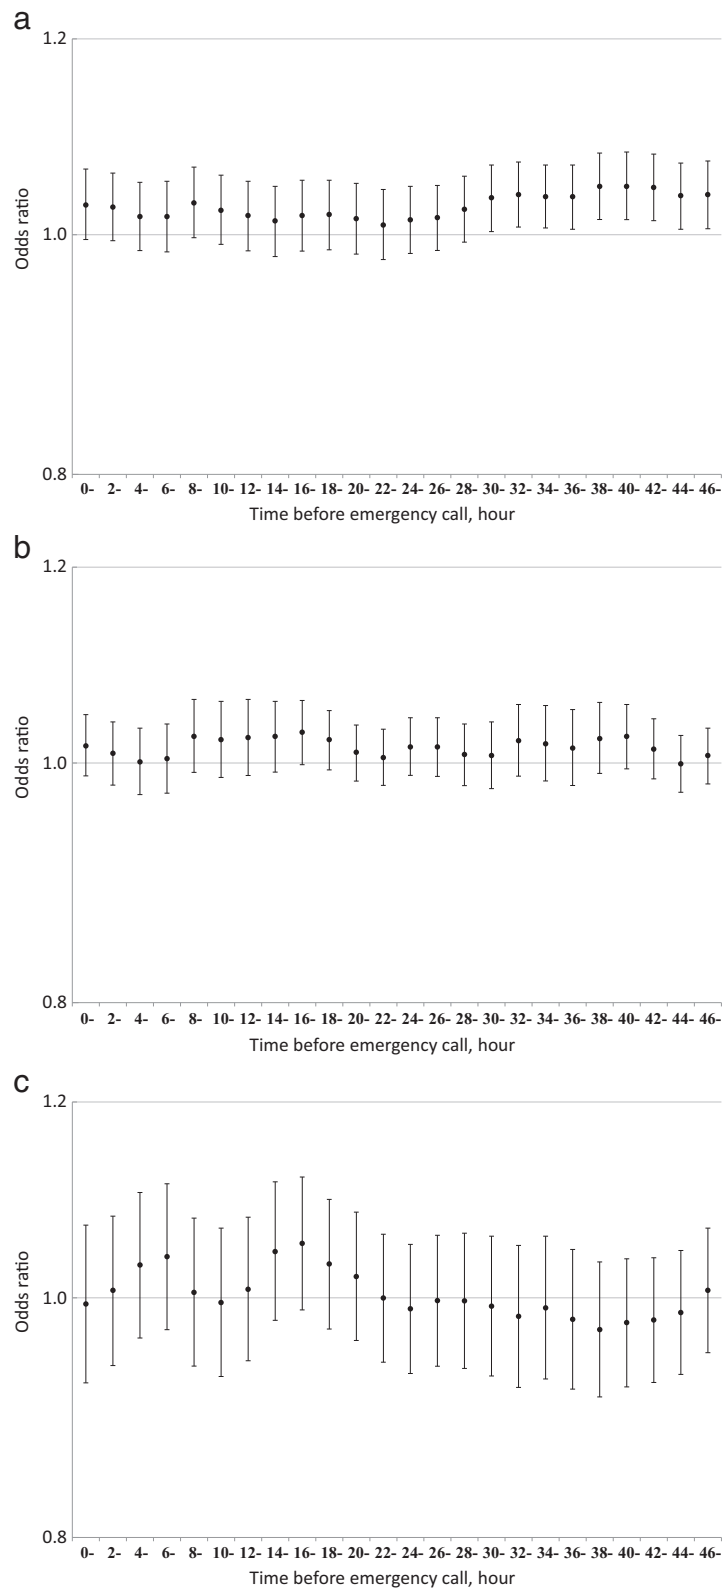 a
1.2
1.0
0.8
Odds ratio
0- 2- 4- 6- 8- 10- 12- 14- 16- 18- 20- 22- 24- 26- 28- 30- 32- 34- 36- 38- 40- 42- 44- 46-
Time before emergency call, hour
b
1.2
1.0
0.8
Odds ratio
0- 2- 4- 6- 8- 10- 12- 14- 16- 18- 20- 22- 24- 26- 28- 30- 32- 34- 36- 38- 40- 42- 44- 46-
Time before emergency call, hour
c
1.2
1.0
0.8
Odds ratio
0- 2- 4- 6- 8- 10- 12- 14- 16- 18- 20- 22- 24- 26- 28- 30- 32- 34- 36- 38- 40- 42- 44- 46-
Time before emergency call, hour